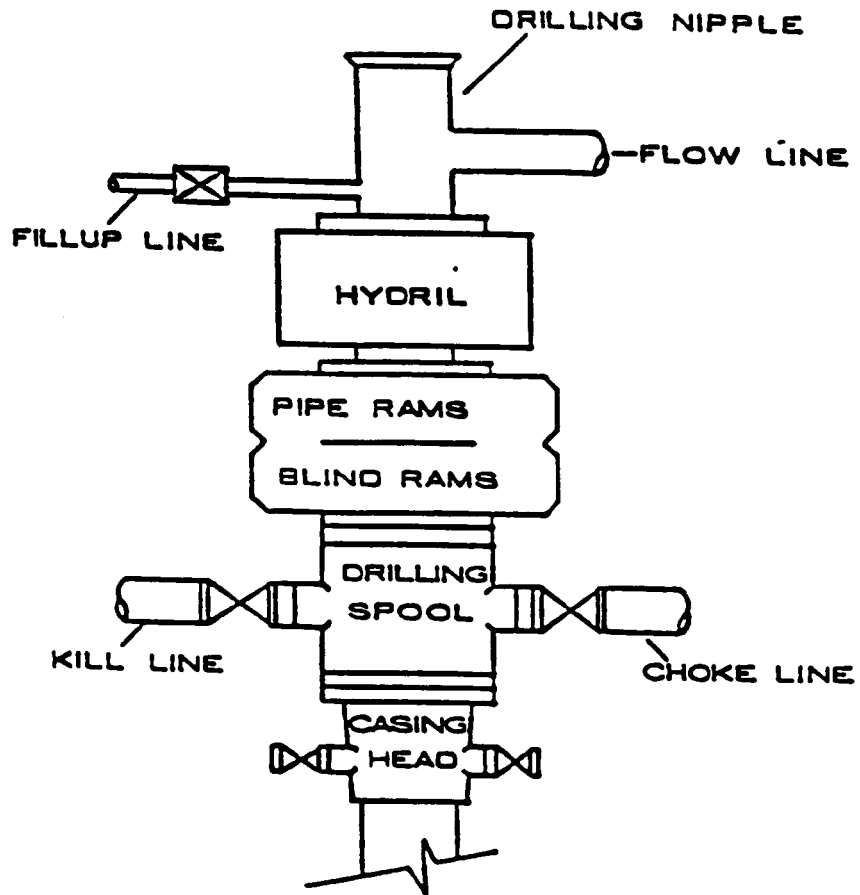 DRILLING NIPPLE
FLOW LINE
FILLUP LINE
HYDRIL
PIPE RAMS
BLIND RAMS
DRILLING
SPOOL
KILL LINE
CHOKE LINE
CASING
HEAD